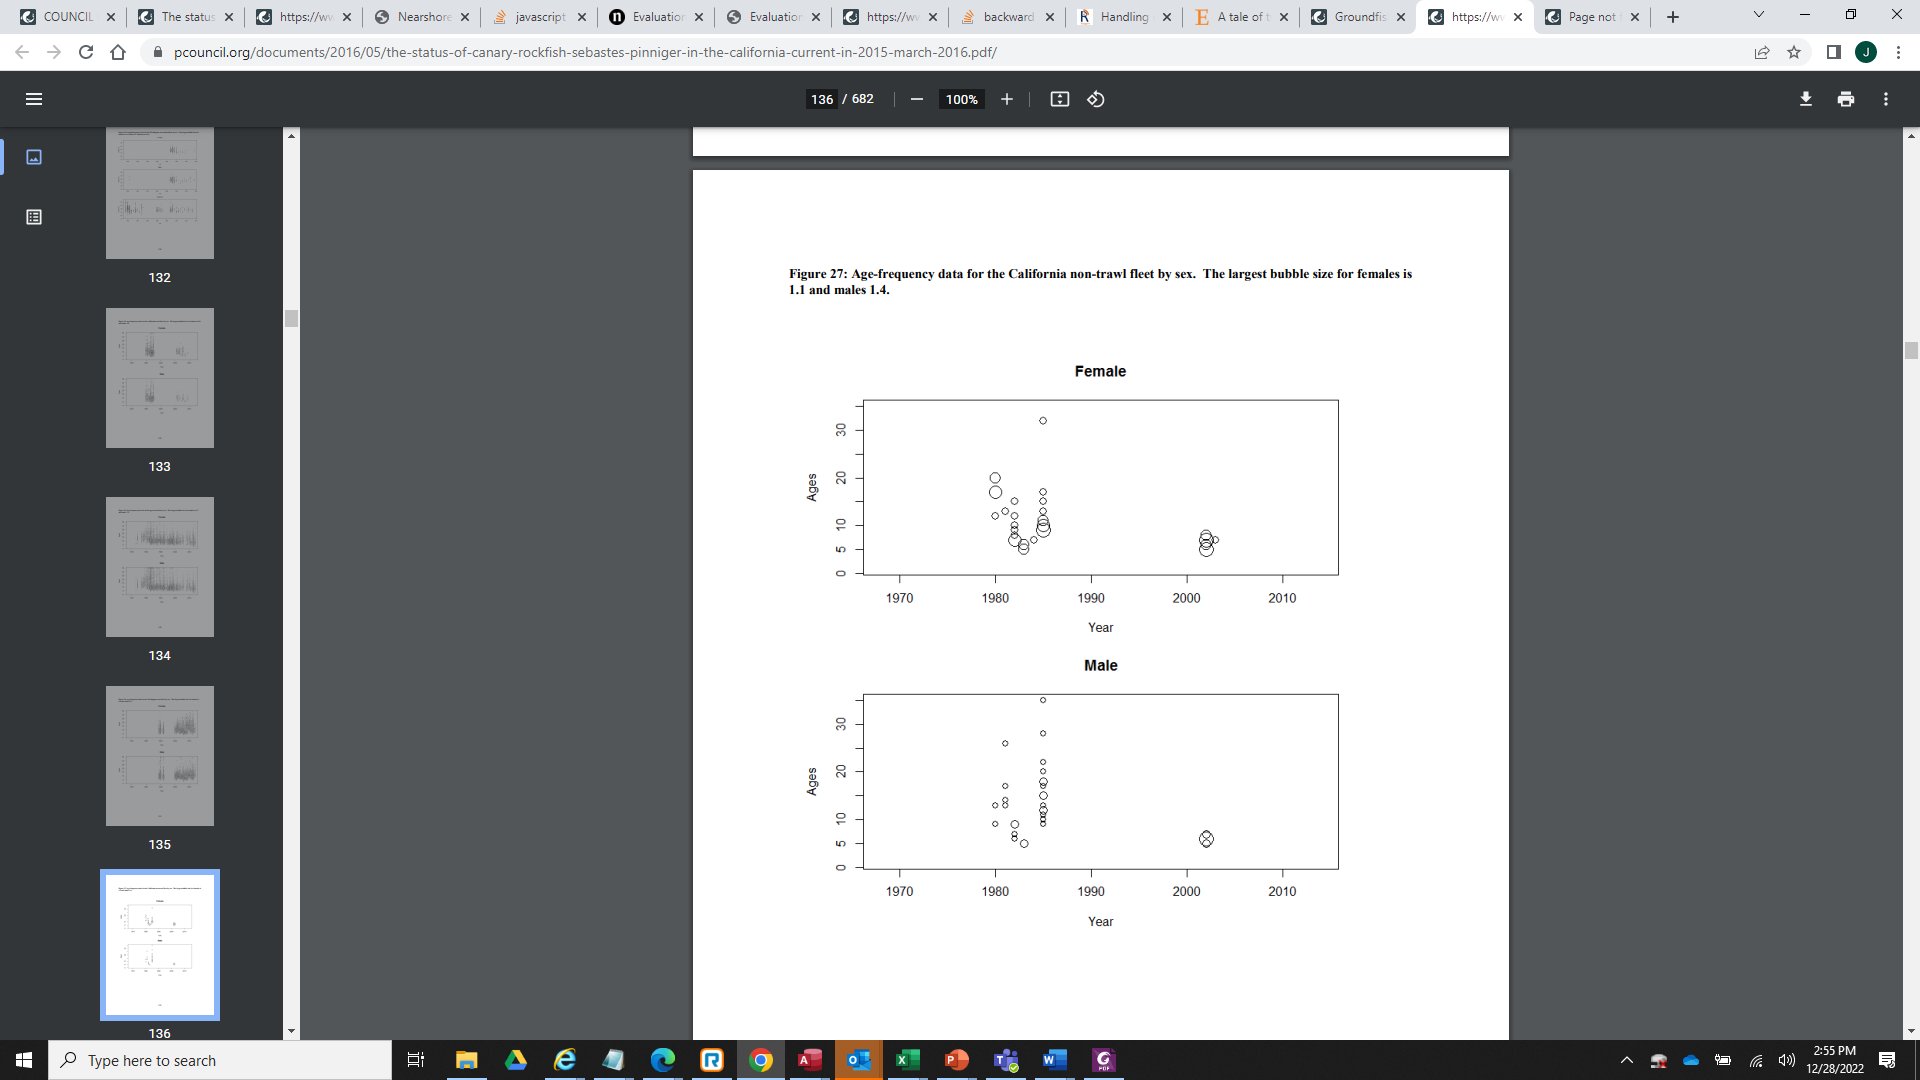 COUNCIL
The status
https://ww
Nearshore
javascript
Evaluation
Evaluation
https://ww
backward
Handling
A tale of t
Groundfis
https://ww
Page not
pcouncil.org/documents/2016/05/the-status-of-canary-rockfish-sebastes-pinniger-in-the-california-current-in-2015-march-2016.pdf/
J
136 / 682
100%
132
133
134
135
136
Figure 27: Age-frequency data for the California non-trawl fleet by sex. The largest bubble size for females is
1.1 and males 1.4.
Female
Ages
30
20
10
5
0
1970 1980 1990 2000 2010
Year
Male
Ages
30
20
10
5
0
1970 1980 1990 2000 2010
Year
Type here to search
2:55 PM
12/28/2022